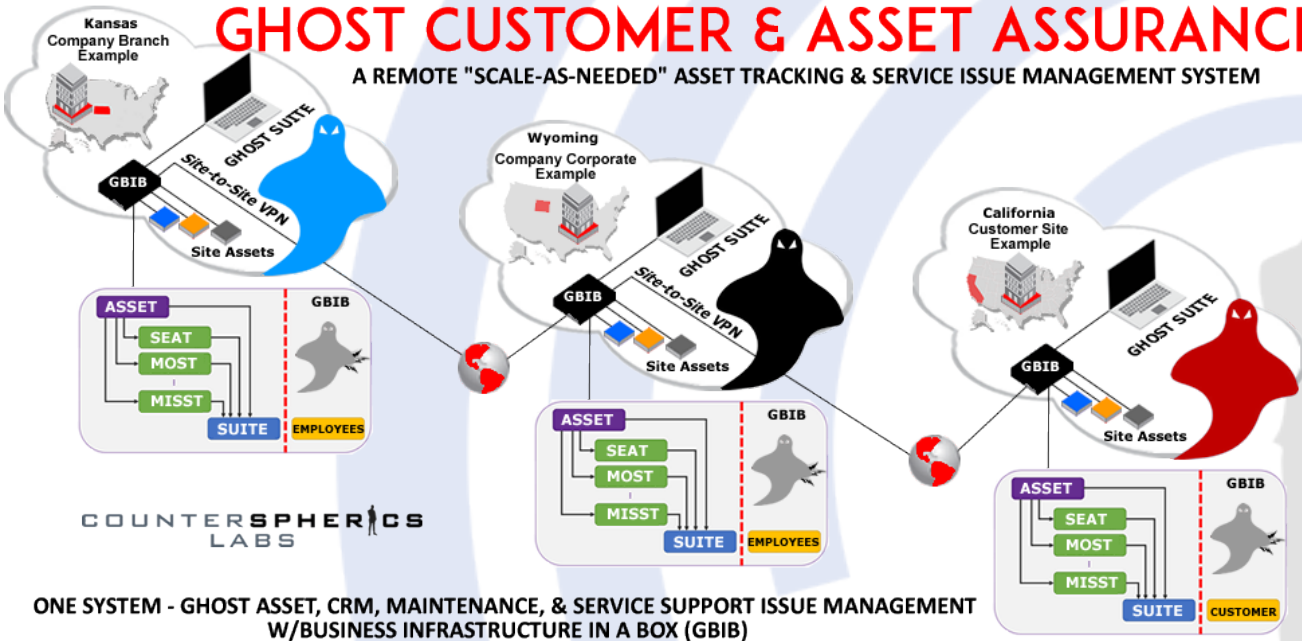 GHOST CUSTOMER & ASSET ASSURANCE
A REMOTE "SCALE-AS-NEEDED" ASSET TRACKING & SERVICE ISSUE MANAGEMENT SYSTEM
Kansas
Company Branch
Example
GHOST SUITE
GBIB
Site-to-Site VPN
Site Assets
ASSET
SEAT
MOST
MISST
SUITE
GBIB
EMPLOYEES
Wyoming
Company Corporate
Example
GHOST SUITE
GBIB
Site-to-Site VPN
Site Assets
ASSET
SEAT
MOST
MISST
SUITE
GBIB
EMPLOYEES
California
Customer Site
Example
GHOST SUITE
GBIB
Site Assets
ASSET
SEAT
MOST
MISST
SUITE
GBIB
CUSTOMER
COUNTERSPHERICS
LABS
ONE SYSTEM - GHOST ASSET, CRM, MAINTENANCE, & SERVICE SUPPORT ISSUE MANAGEMENT
W/BUSINESS INFRASTRUCTURE IN A BOX (GBIB)